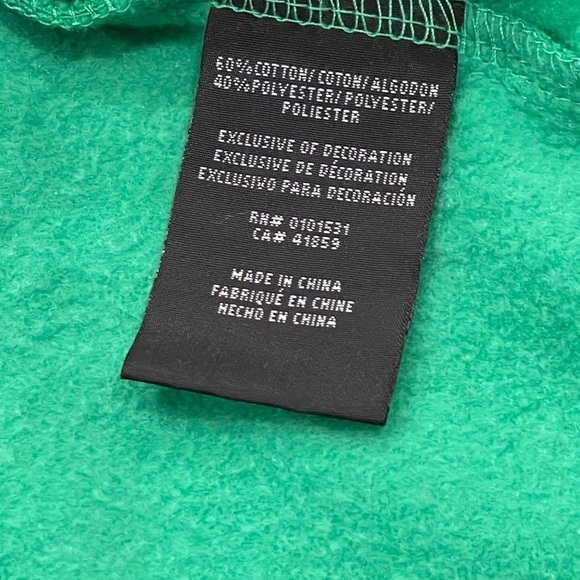 60% COTTON/ COTON/ ALGODON
40% POLYESTER/ POLYESTER/
POLIESTER
EXCLUSIVE OF DECORATION
EXCLUSIVE DE DÉCORATION
EXCLUSIVO PARA DECORACIÓN
RN# 0101531
CA# 41859
MADE IN CHINA
FABRIQUÉ EN CHINE
HECHO EN CHINA